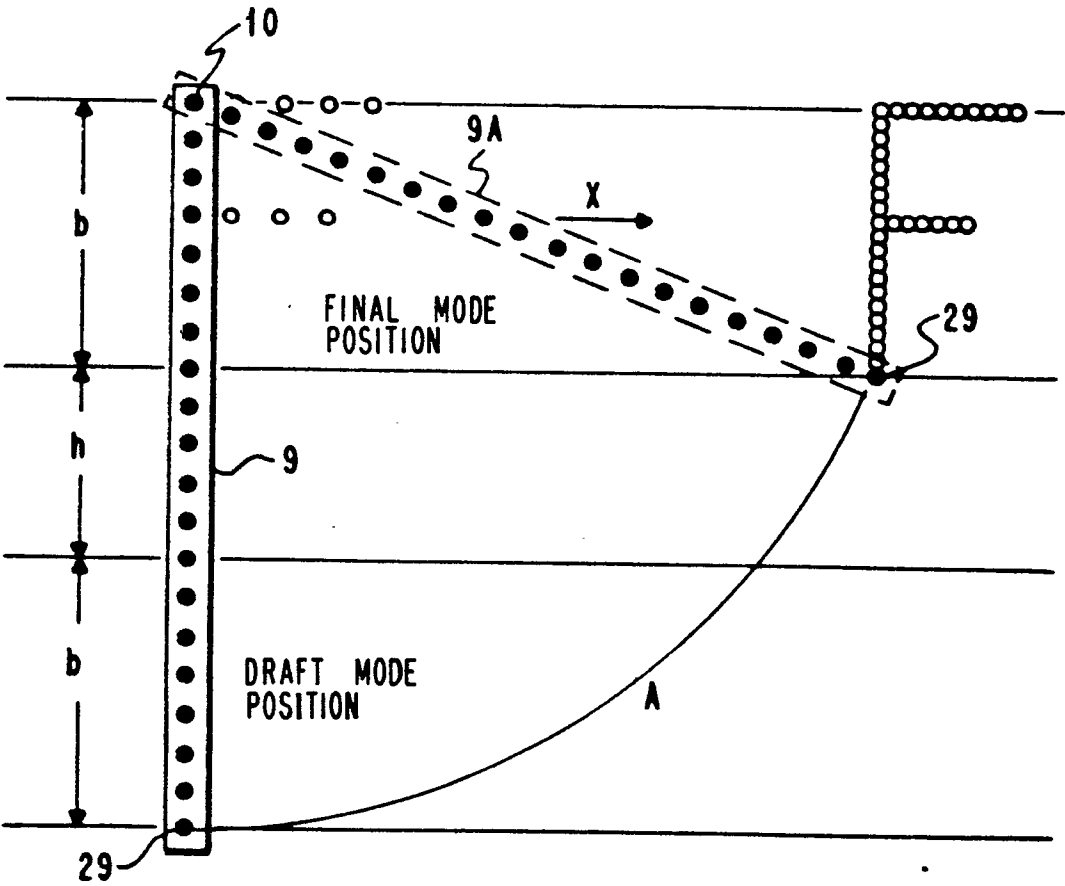 10
9A
X
b
FINAL MODE
POSITION
29
h
9
b
DRAFT MODE
POSITION
A
29